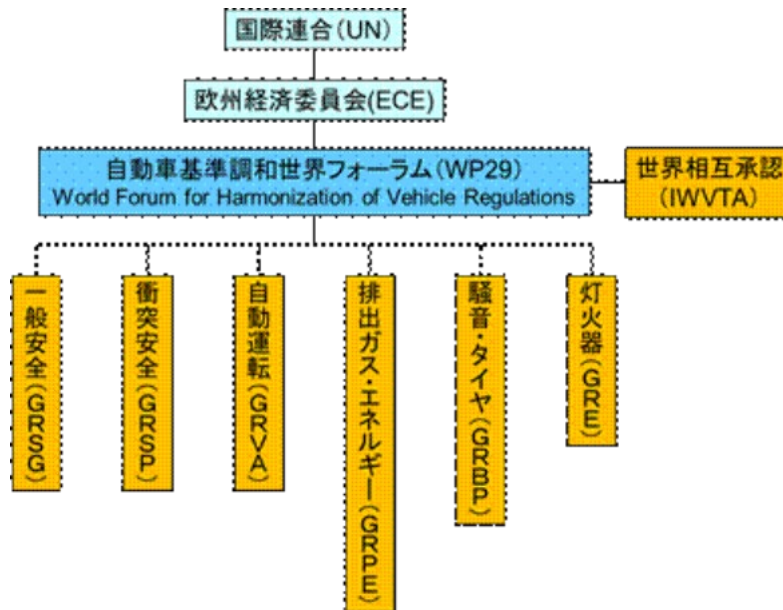 国際連合(UN)
欧州経済委員会(ECE)
自動車基準調和世界フォーラム(WP29)
World Forum for Harmonization of Vehicle Regulations
世界相互承認
(IWVTA)
一般安全(GRSG)
衝突安全(GRSP)
自動運転(GRVA)
排出ガス・エネルギー(GRPE)
騒音・タイヤ(GRBP)
灯火器(GRE)